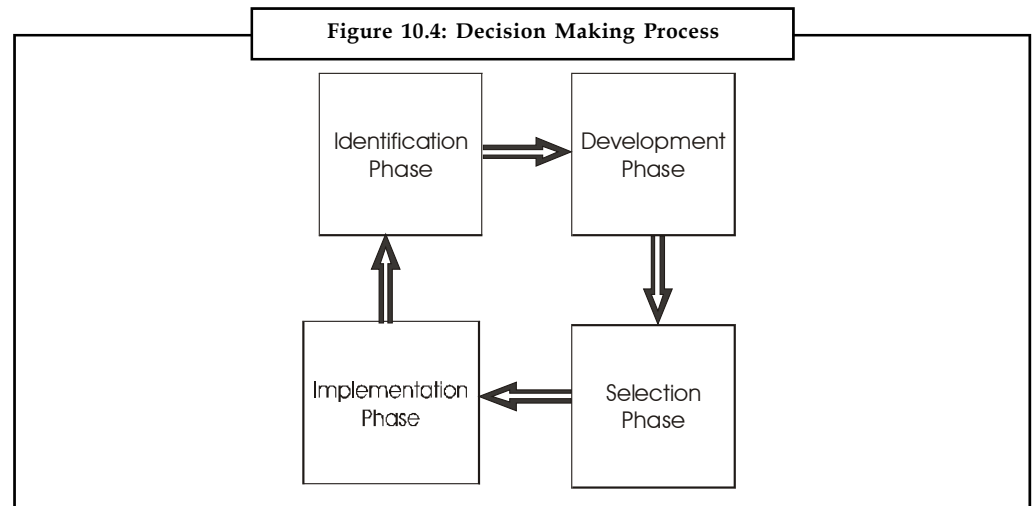 Figure 10.4: Decision Making Process
Identification
Phase
Development
Phase
Implementation
Phase
Selection
Phase